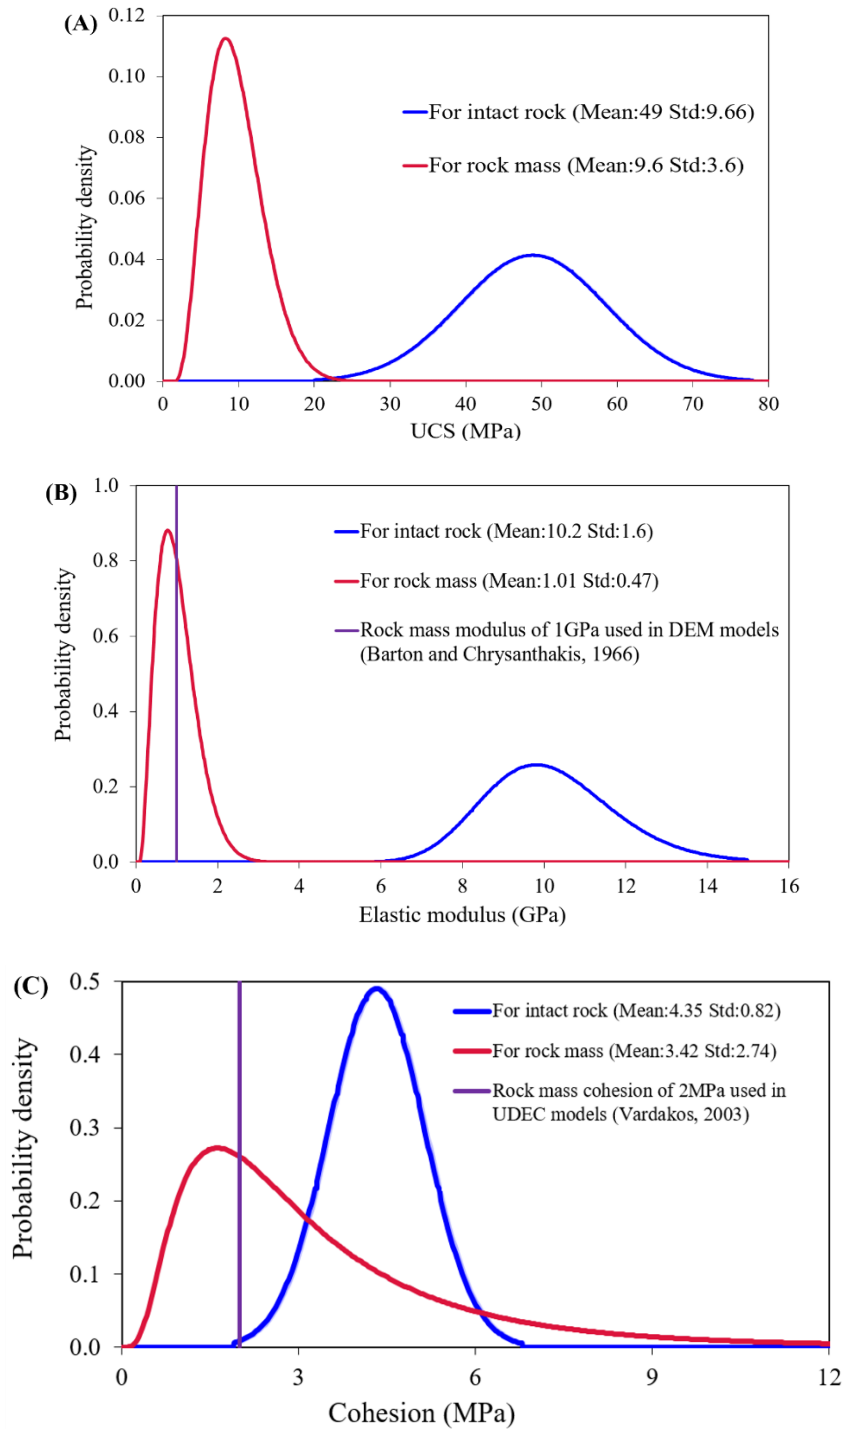 (A)
0.12
0.10
0.08
0.06
0.04
0.02
0.00
Probability density
For intact rock (Mean:49 Std:9.66)
For rock mass (Mean:9.6 Std:3.6)
0 10 20 30 40 50 60 70 80
UCS (MPa)
(B)
1.0
0.8
0.6
0.4
0.2
0.0
Probability density
For intact rock (Mean:10.2 Std:1.6)
For rock mass (Mean:1.01 Std:0.47)
Rock mass modulus of 1GPa used in DEM models
(Barton and Chrysanthakis, 1966)
0 2 4 6 8 10 12 14 16
Elastic modulus (GPa)
(C)
0.5
0.4
0.3
0.2
0.1
0.0
Probability density
For intact rock (Mean:4.35 Std:0.82)
For rock mass (Mean:3.42 Std:2.74)
Rock mass cohesion of 2MPa used in
UDEC models (Vardakos, 2003)
0 3 6 9 12
Cohesion (MPa)